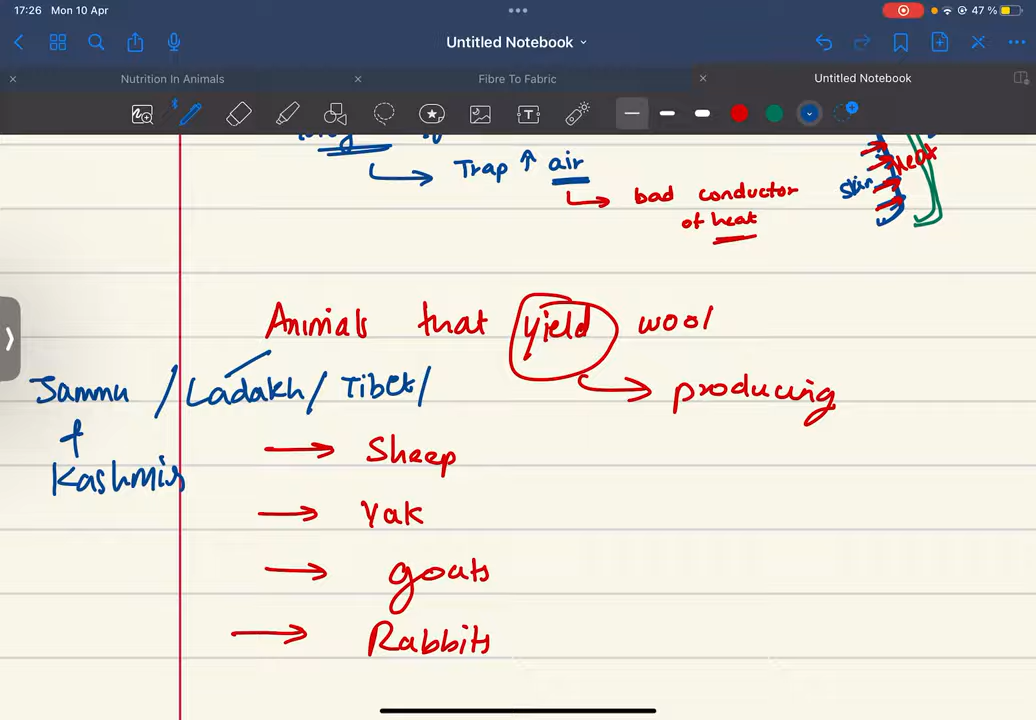 17:26 Mon 10 Apr
47 %
Untitled Notebook
Nutrition In Animals
Fibre To Fabric
Untitled Notebook
Trap ↑ air
bad conductor
of heat
skin
heat
Animals that yield wool
producing
Jammu / Ladakh / Tibet /
+
Kashmir
→ Sheep
→ Yak
→ goats
→ Rabbits